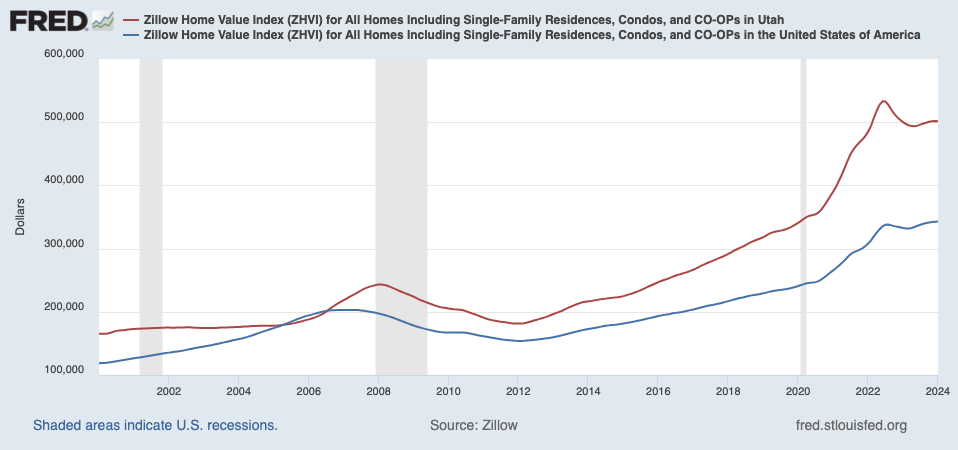 FRED
Zillow Home Value Index (ZHVI) for All Homes Including Single-Family Residences, Condos, and CO-OPs in Utah
Zillow Home Value Index (ZHVI) for All Homes Including Single-Family Residences, Condos, and CO-OPs in the United States of America
600,000
500,000
400,000
300,000
200,000
100,000
Dollars
2002 2004 2006 2008 2010 2012 2014 2016 2018 2020 2022 2024
Shaded areas indicate U.S. recessions. Source: Zillow fred.stlouisfed.org